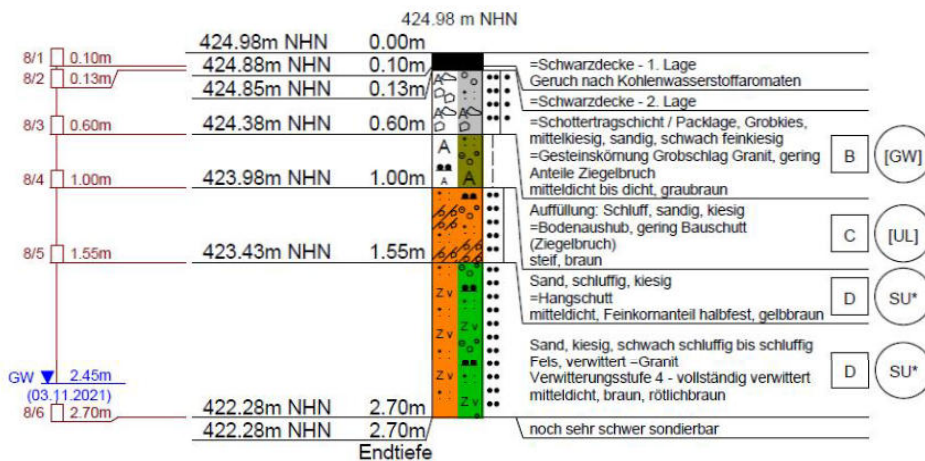 424.98 m NHN
424.98m NHN 0.00m
8/1 0.10m 424.88m NHN 0.10m
8/2 0.13m 424.85m NHN 0.13m
8/3 0.60m 424.38m NHN 0.60m
8/4 1.00m 423.98m NHN 1.00m
8/5 1.55m 423.43m NHN 1.55m
GW 2.45m
(03.11.2021)
8/6 2.70m 422.28m NHN 2.70m
422.28m NHN 2.70m
Endtiefe
A
A
A
A
A
A
A
Z v
Z v
Z v
Z v
Z v
Z v
=Schwarzdecke - 1. Lage
Geruch nach Kohlenwasserstoffaromaten
=Schwarzdecke - 2. Lage
=Schottertragschicht / Packlage, Grobkies,
mittelkiesig, sandig, schwach feinkiesig
=Gesteinskörnung Grobschlag Granit, gering
Anteile Ziegelbruch
mitteldicht bis dicht, graubraun
B [GW]
Auffüllung: Schluff, sandig, kiesig
=Bodenaushub, gering Bauschutt
(Ziegelbruch)
steif, braun
C [UL]
Sand, schluffig, kiesig
=Hangschutt
mitteldicht, Feinkornanteil halbfest, gelbbraun
D SU*
Sand, kiesig, schwach schluffig bis schluffig
Fels, verwittert =Granit
Verwitterungsstufe 4 - vollständig verwittert
mitteldicht, braun, rötlichbraun
D SU*
noch sehr schwer sondierbar